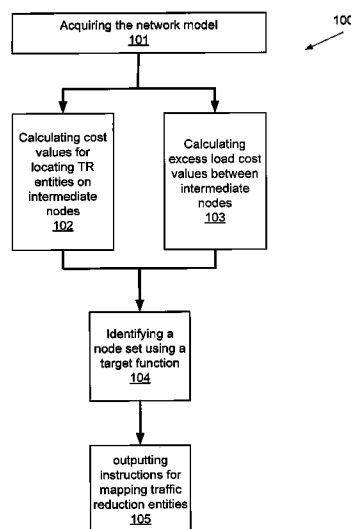 Acquiring the network model
101
100
Calculating cost
values for
locating TR
entities on
intermediate
nodes
102
Calculating
excess load cost
values between
intermediate
nodes 103
Identifying a
node set using a
target function
104
outputting
instructions for
mapping traffic
reduction entities
105